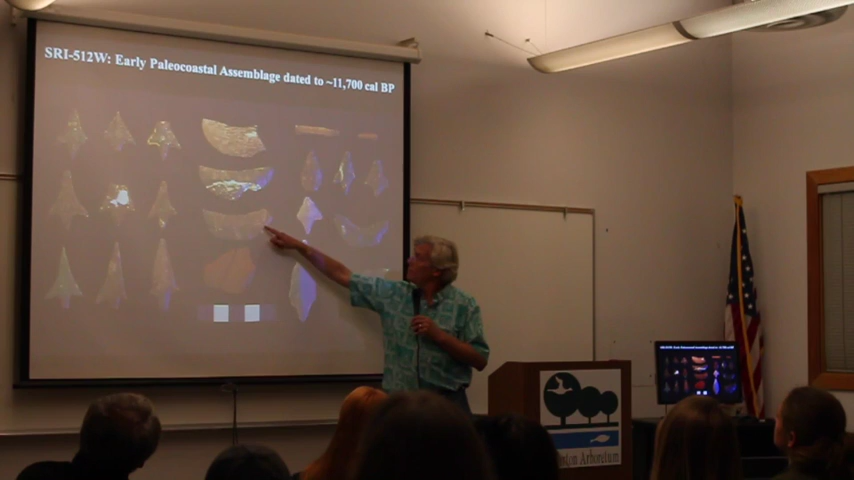 SRI-512W: Early Paleocoastal Assemblage dated to ~11,700 cal BP
Arboretum